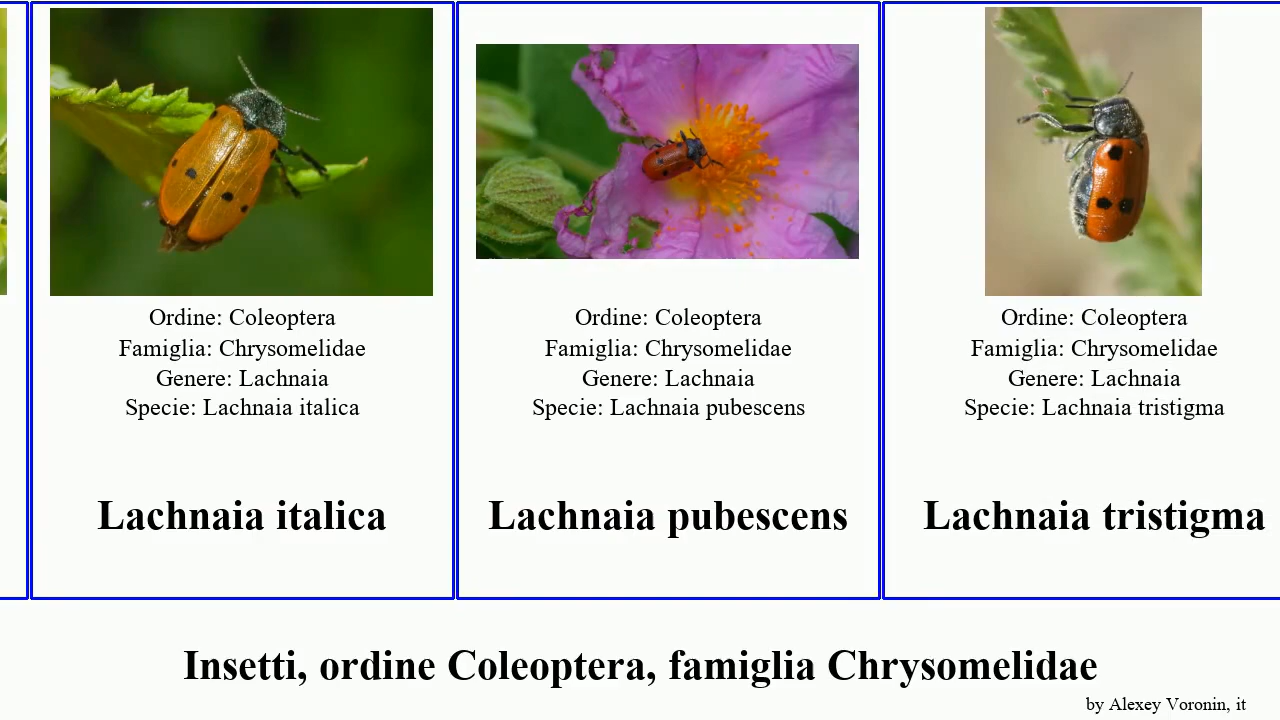 Ordine: Coleoptera
Famiglia: Chrysomelidae
Genere: Lachnaia
Specie: Lachnaia italica
Lachnaia italica
Ordine: Coleoptera
Famiglia: Chrysomelidae
Genere: Lachnaia
Specie: Lachnaia pubescens
Lachnaia pubescens
Ordine: Coleoptera
Famiglia: Chrysomelidae
Genere: Lachnaia
Specie: Lachnaia tristigma
Lachnaia tristigma
Insetti, ordine Coleoptera, famiglia Chrysomelidae
by Alexey Voronin, it